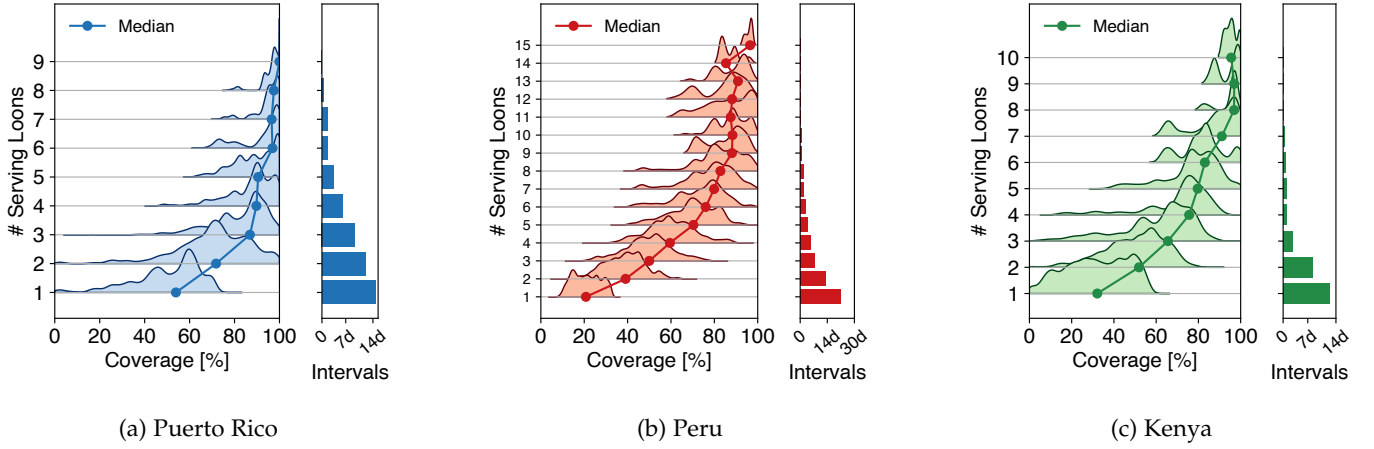 Median
# Serving Loons
9
8
7
6
5
4
3
2
1
0 20 40 60 80 100
Coverage [%]
0 7d 14d
Intervals
(a) Puerto Rico
Median
# Serving Loons
15
14
13
12
11
10
9
8
7
6
5
4
3
2
1
0 20 40 60 80 100
Coverage [%]
0 14d 30d
Intervals
(b) Peru
Median
# Serving Loons
10
9
8
7
6
5
4
3
2
1
0 20 40 60 80 100
Coverage [%]
0 7d 14d
Intervals
(c) Kenya